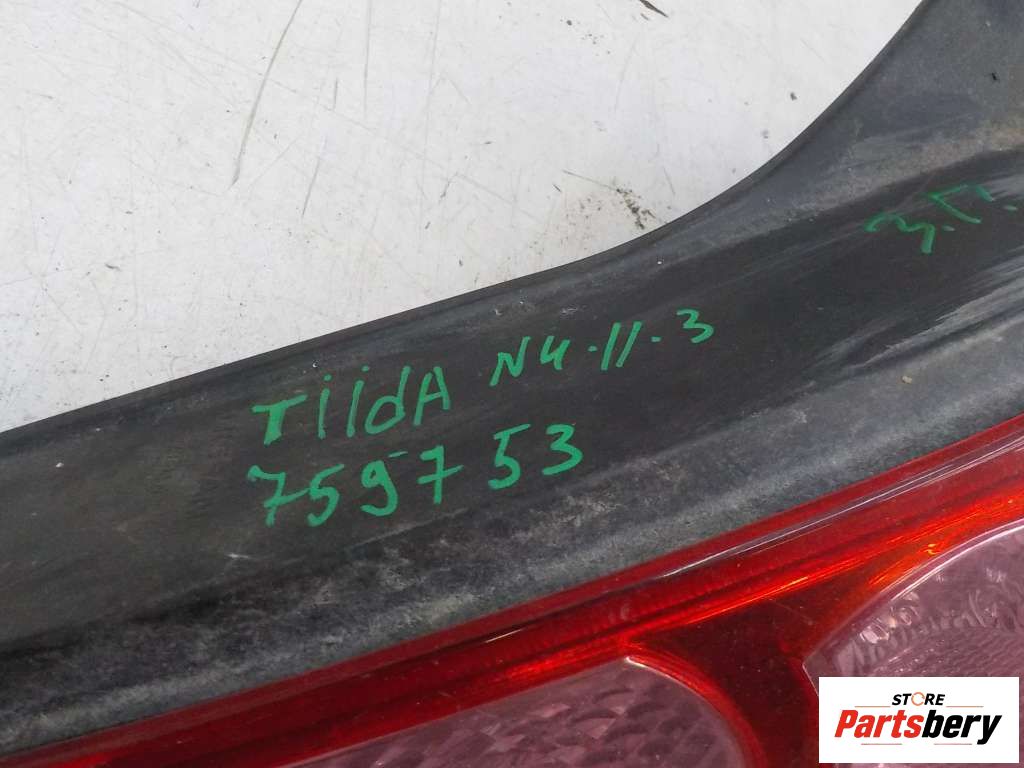 З.П.
TIIdA N4.11.3
759753
STORE
Partsbery